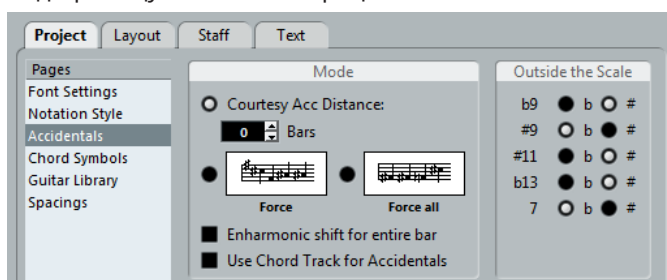 Project Layout Staff Text
Pages
Font Settings
Notation Style
Accidentals
Chord Symbols
Guitar Library
Spacings
Mode
Courtesy Acc Distance:
0 Bars
Force Force all
Enharmonic shift for entire bar
Use Chord Track for Accidentals
Outside the Scale
b9 b #
#9 b #
#11 b #
b13 b #
7 b #